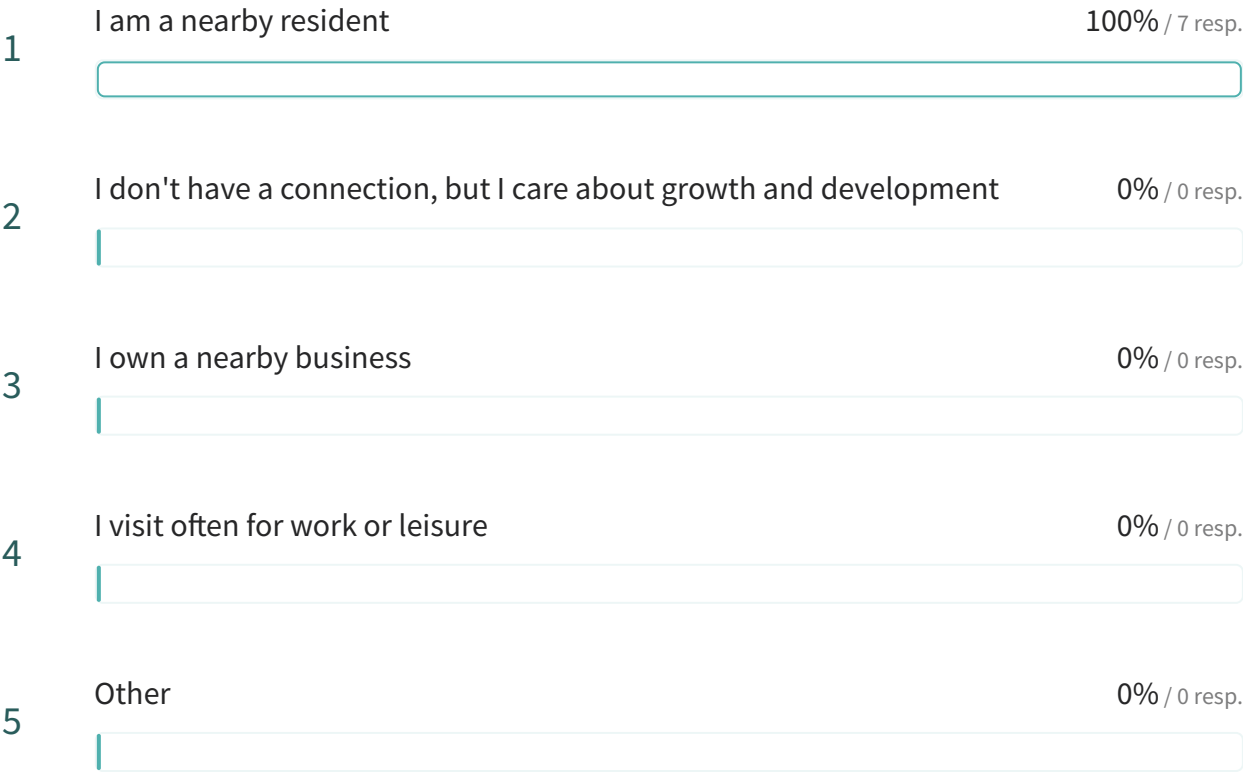 1 I am a nearby resident 100% / 7 resp.
2 I don't have a connection, but I care about growth and development 0% / 0 resp.
3 I own a nearby business 0% / 0 resp.
4 I visit often for work or leisure 0% / 0 resp.
5 Other 0% / 0 resp.